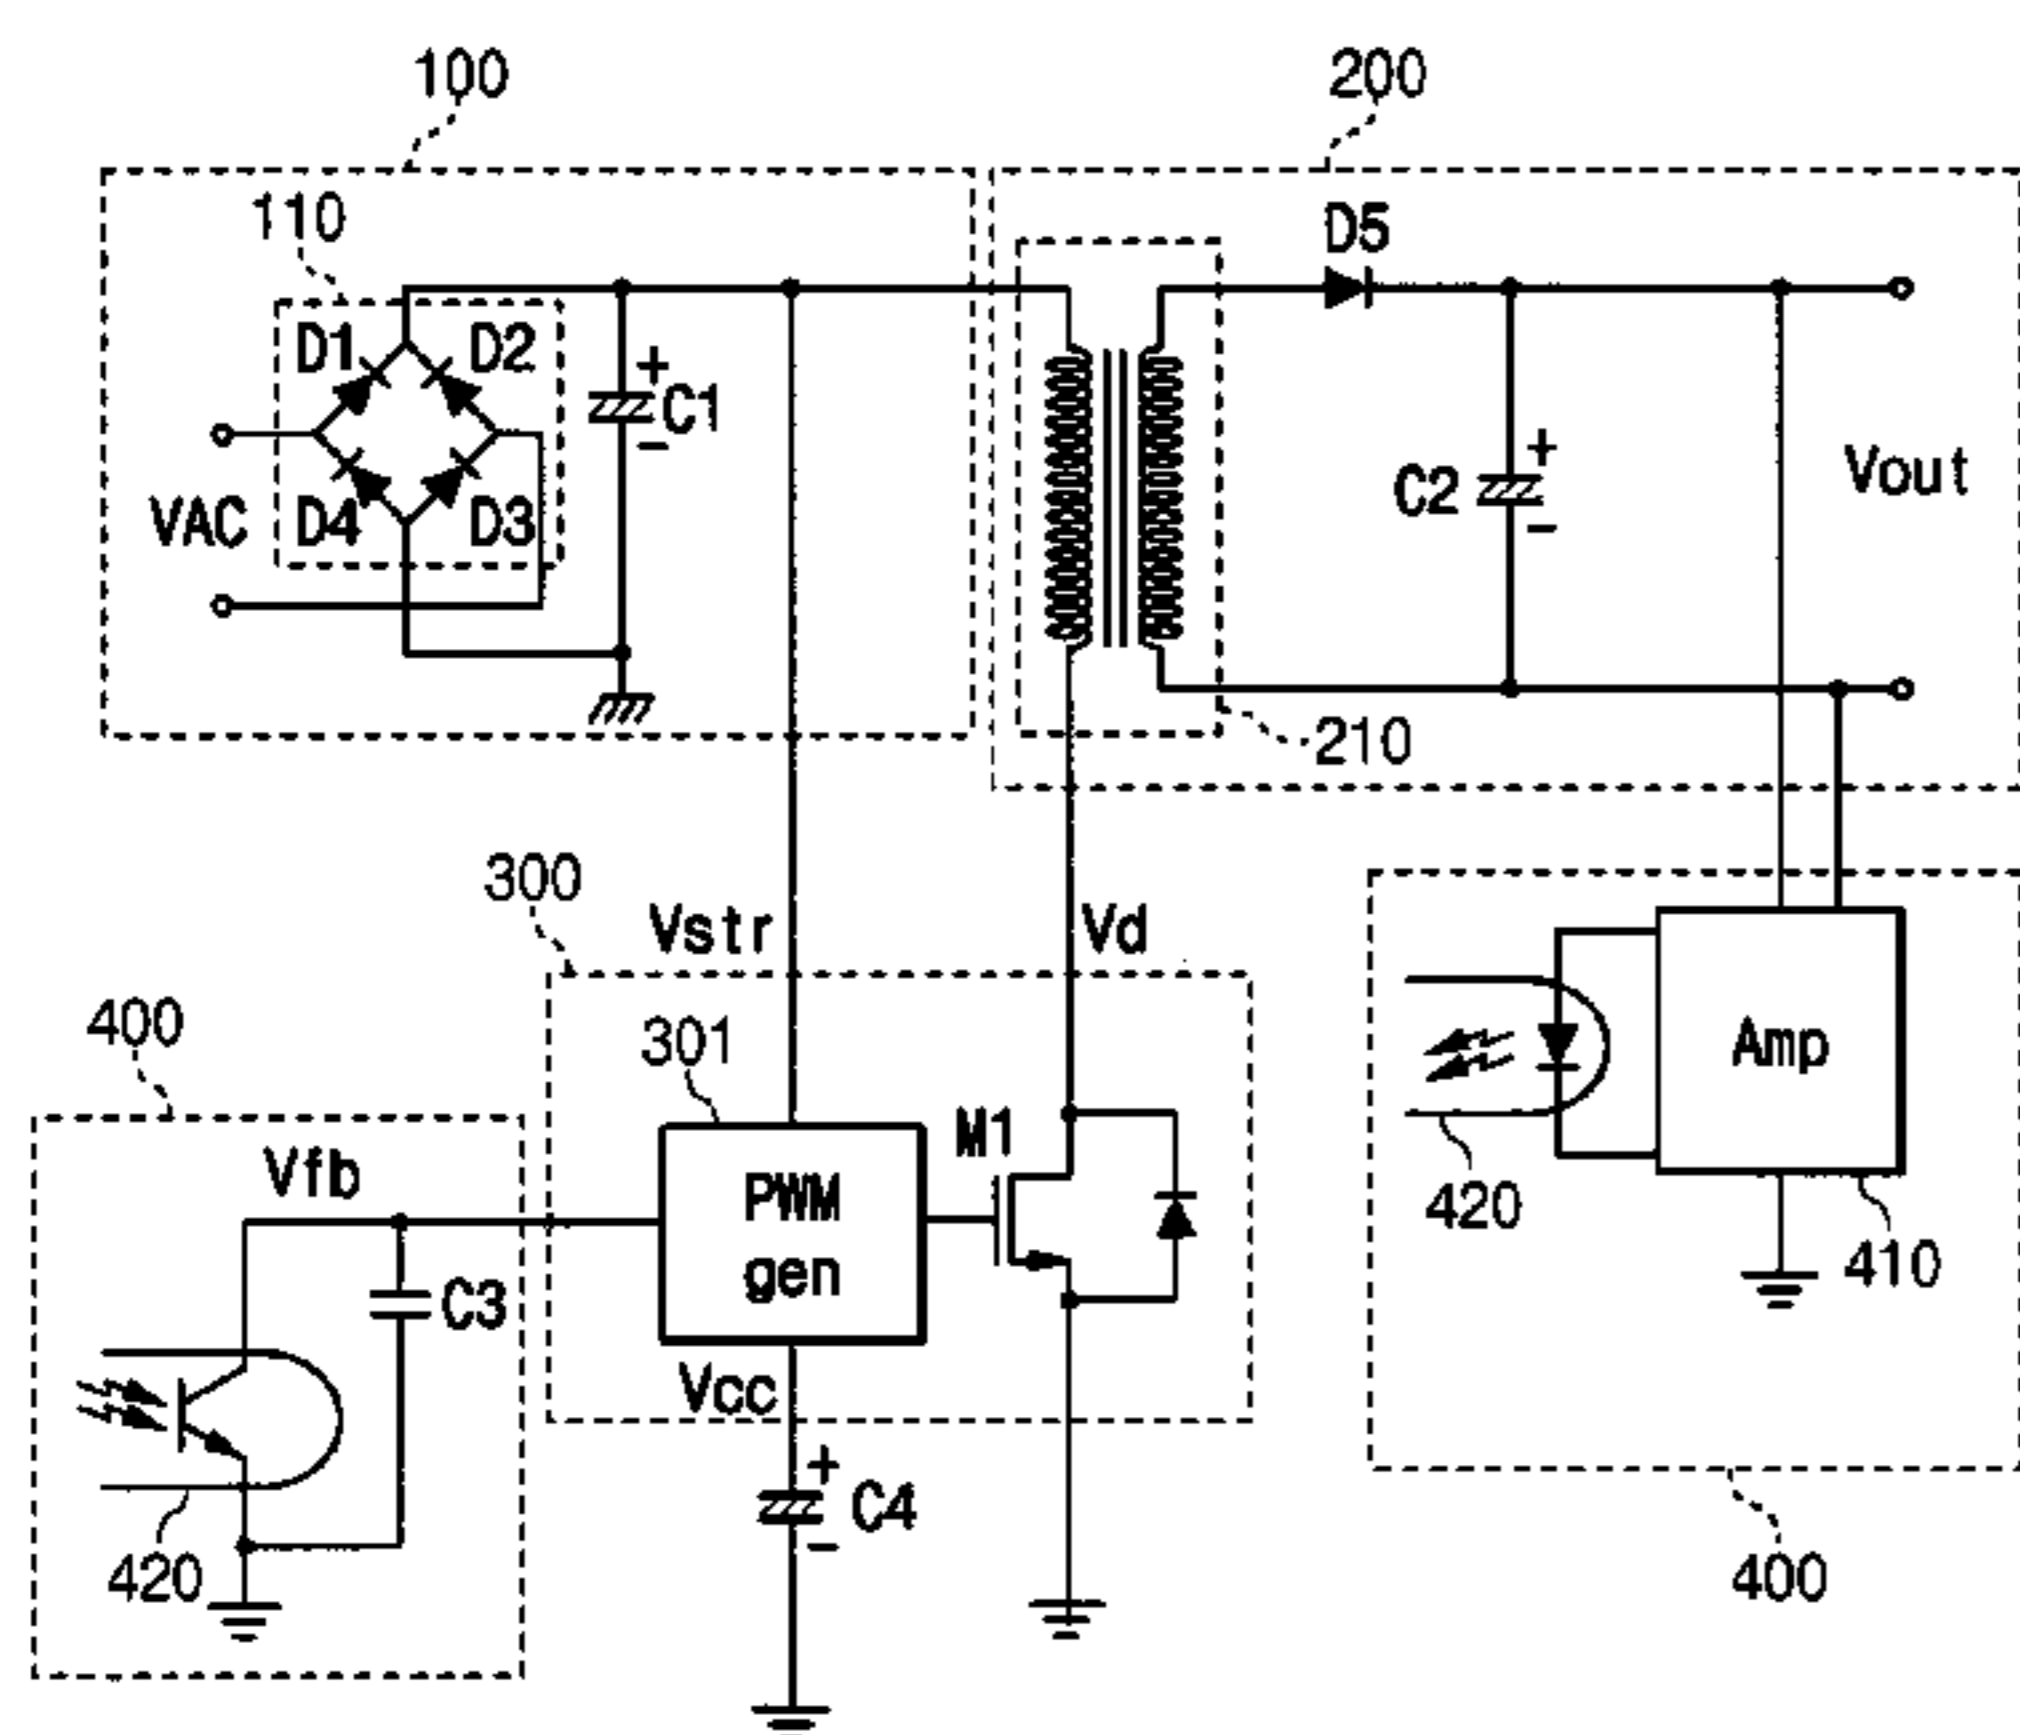 100
200
110
D5
D1 D2
+
C1
-
+
C2
-
Vout
VAC
D4 D3
210
300
Vstr
Vd
400
301
Amp
M1
Vfb
PWM
gen
420
410
C3
Vcc
+
C4
-
420
400